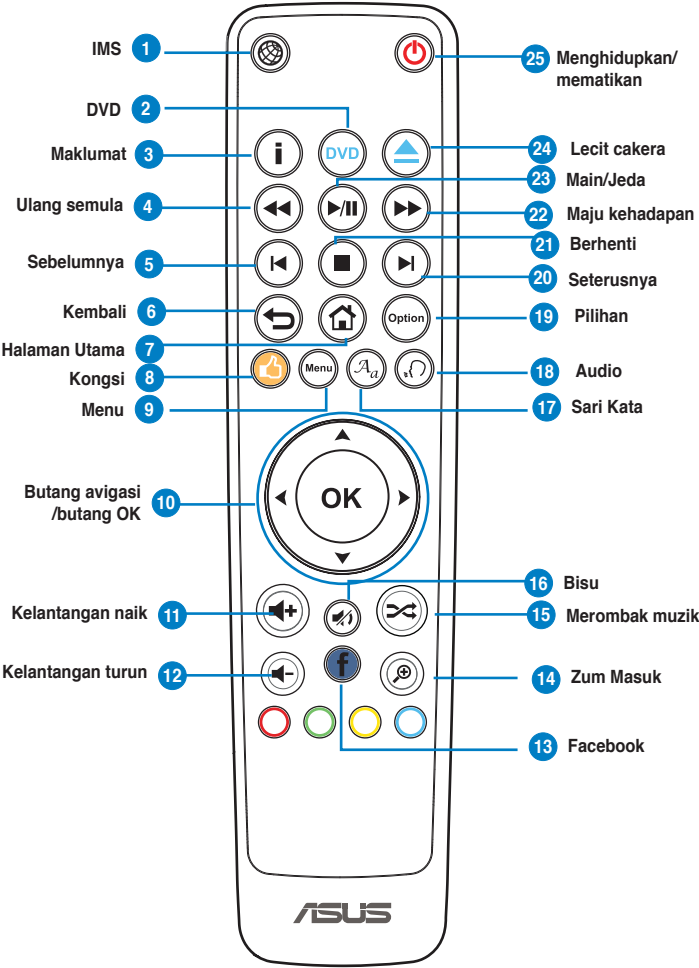 IMS 1
25 Menghidupkan/
mematikan
DVD 2
Maklumat 3
i
DVD
24 Lecit cakera
23 Main/Jeda
Ulang semula 4
22 Maju kehadapan
21 Berhenti
Sebelumnya 5
20 Seterusnya
Kembali 6
Option
19 Pilihan
Halaman Utama 7
Kongsi 8
Menu
Aa
18 Audio
Menu 9
17 Sari Kata
Butang avigasi
/butang OK
10
OK
16 Bisu
Kelantangan naik 11
15 Merombak muzik
Kelantangan turun 12
f
14 Zum Masuk
13 Facebook
ASUS